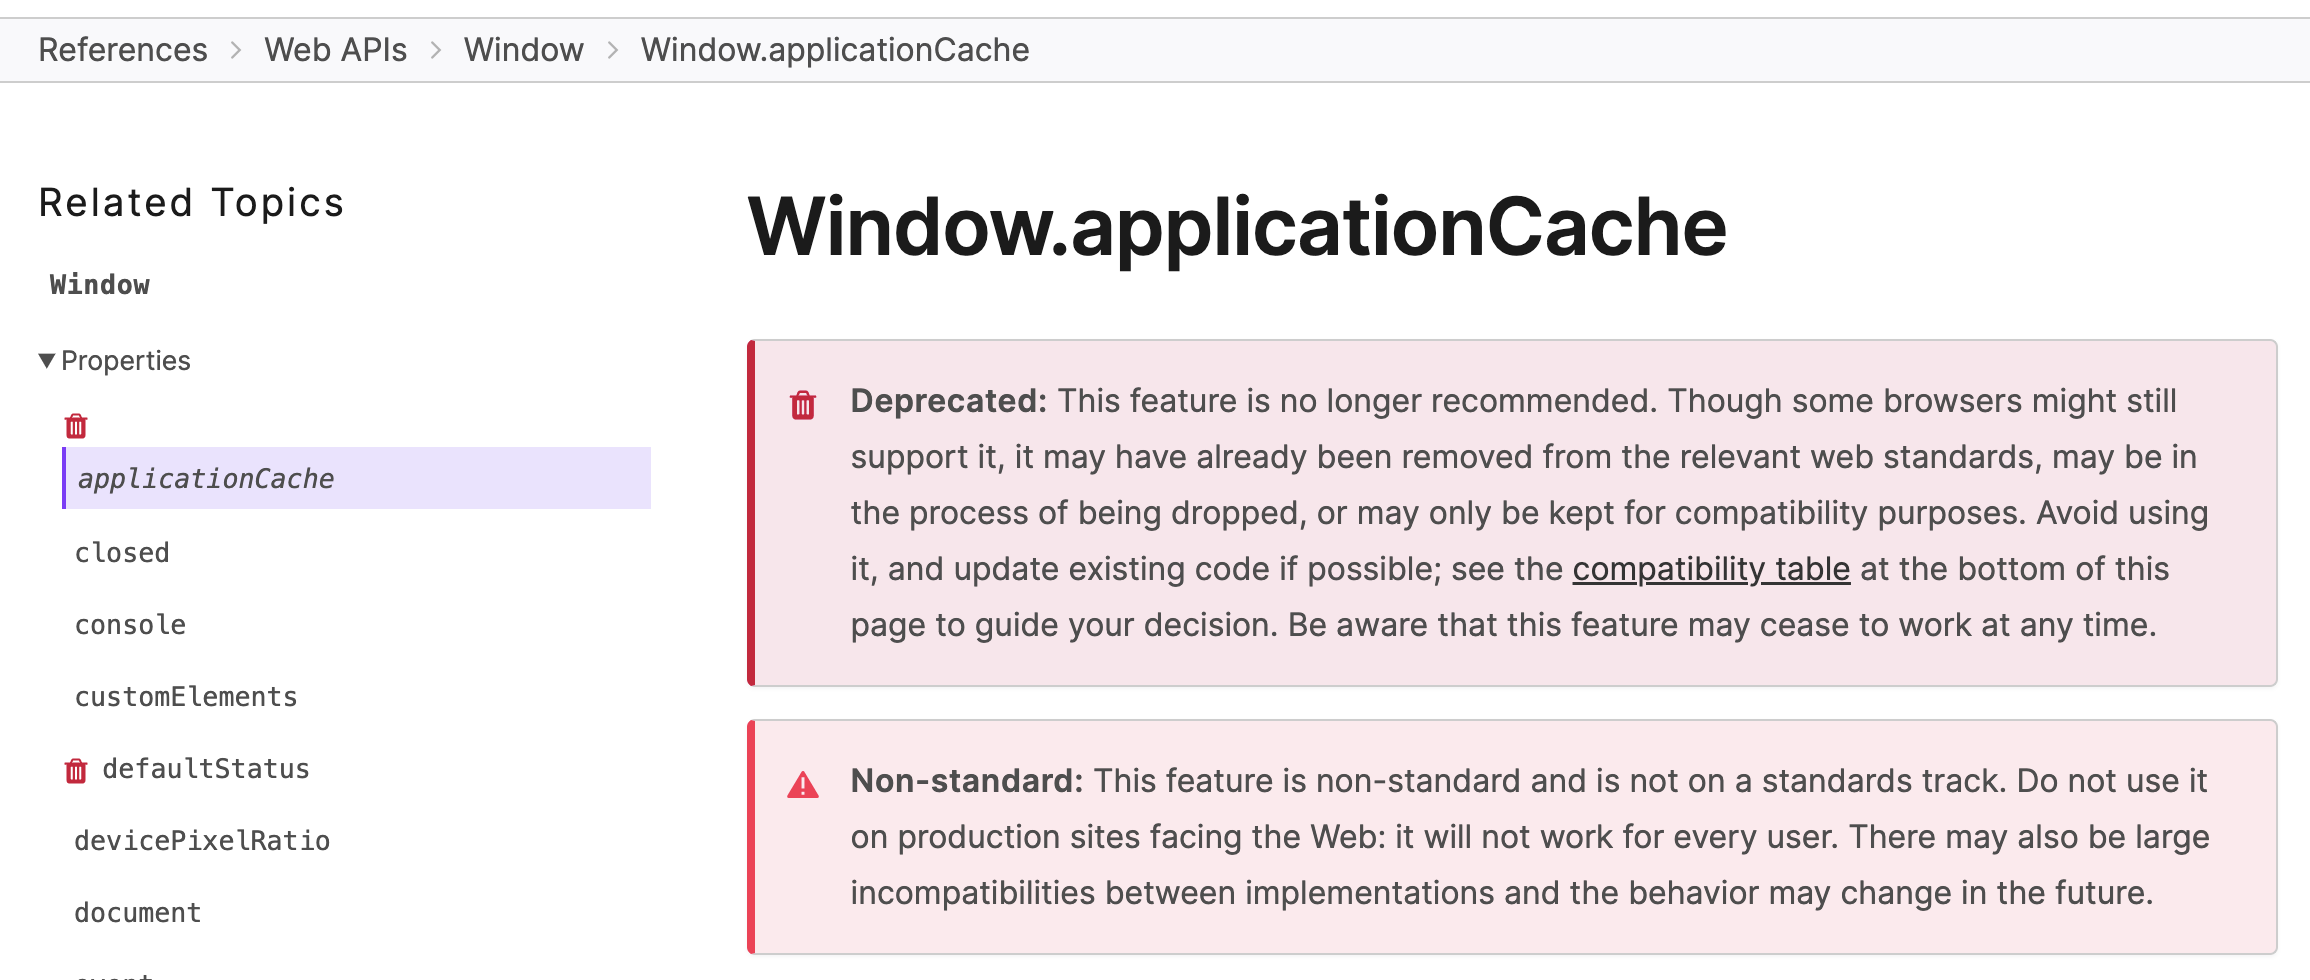 References > Web APIs > Window > Window.applicationCache
Related Topics
Window
Properties
applicationCache
closed
console
customElements
defaultStatus
devicePixelRatio
document
Window.applicationCache
Deprecated: This feature is no longer recommended. Though some browsers might still
support it, it may have already been removed from the relevant web standards, may be in
the process of being dropped, or may only be kept for compatibility purposes. Avoid using
it, and update existing code if possible; see the compatibility table at the bottom of this
page to guide your decision. Be aware that this feature may cease to work at any time.
Non-standard: This feature is non-standard and is not on a standards track. Do not use it
on production sites facing the Web: it will not work for every user. There may also be large
incompatibilities between implementations and the behavior may change in the future.